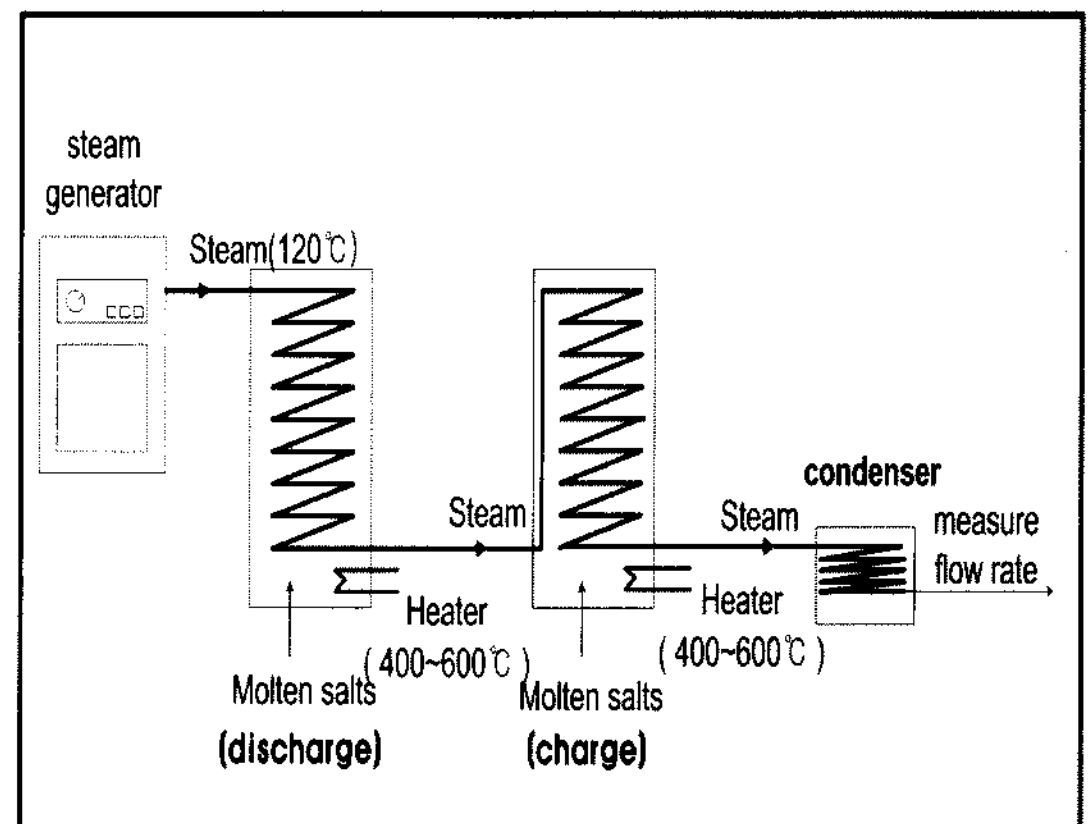 steam
generator
Steam(120℃)
Steam
Heater
(400~600℃)
Molten salts
(discharge)
Steam
Heater
(400~600℃)
Molten salts
(charge)
condenser
measure
flow rate